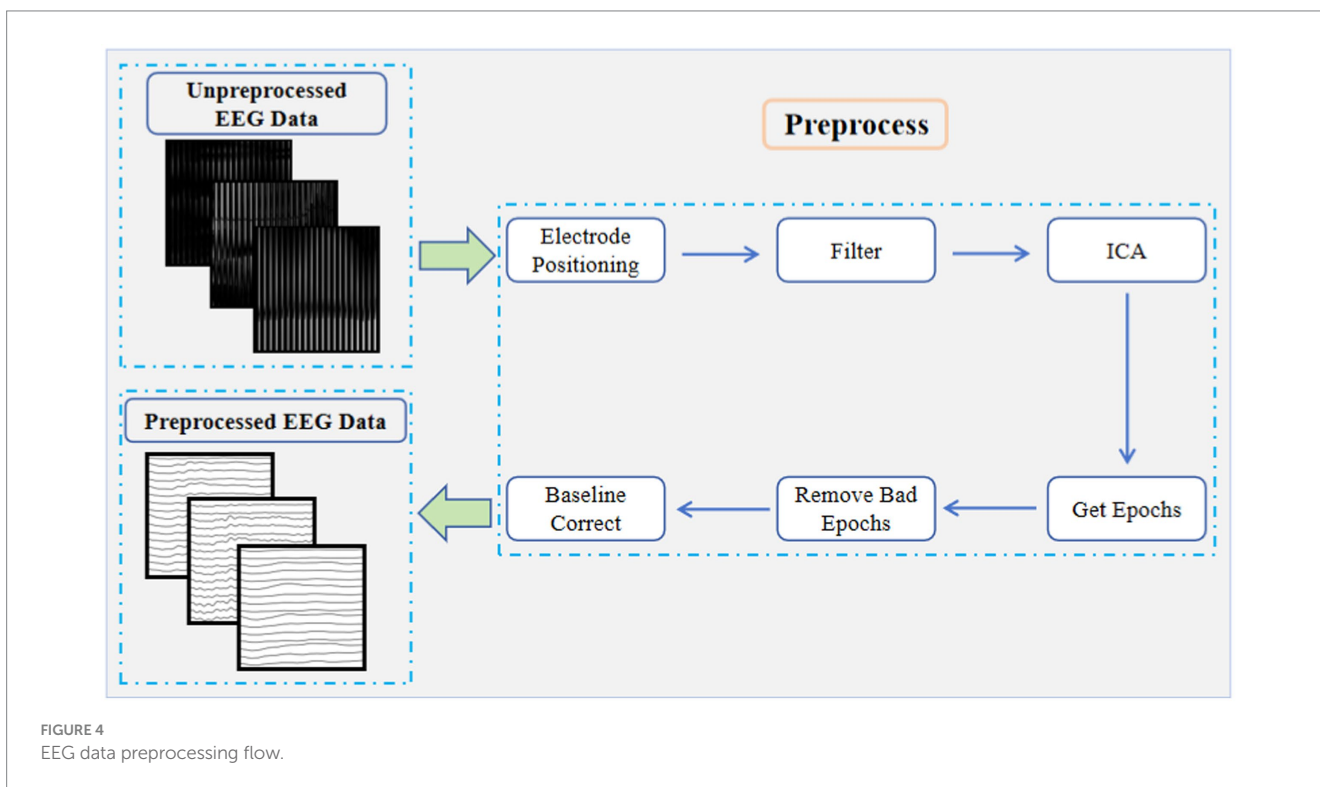 Unpreprocessed
EEG Data
Preprocess
Electrode
Positioning
Filter
ICA
Preprocessed EEG Data
Baseline
Correct
Remove Bad
Epochs
Get Epochs
FIGURE 4
EEG data preprocessing flow.